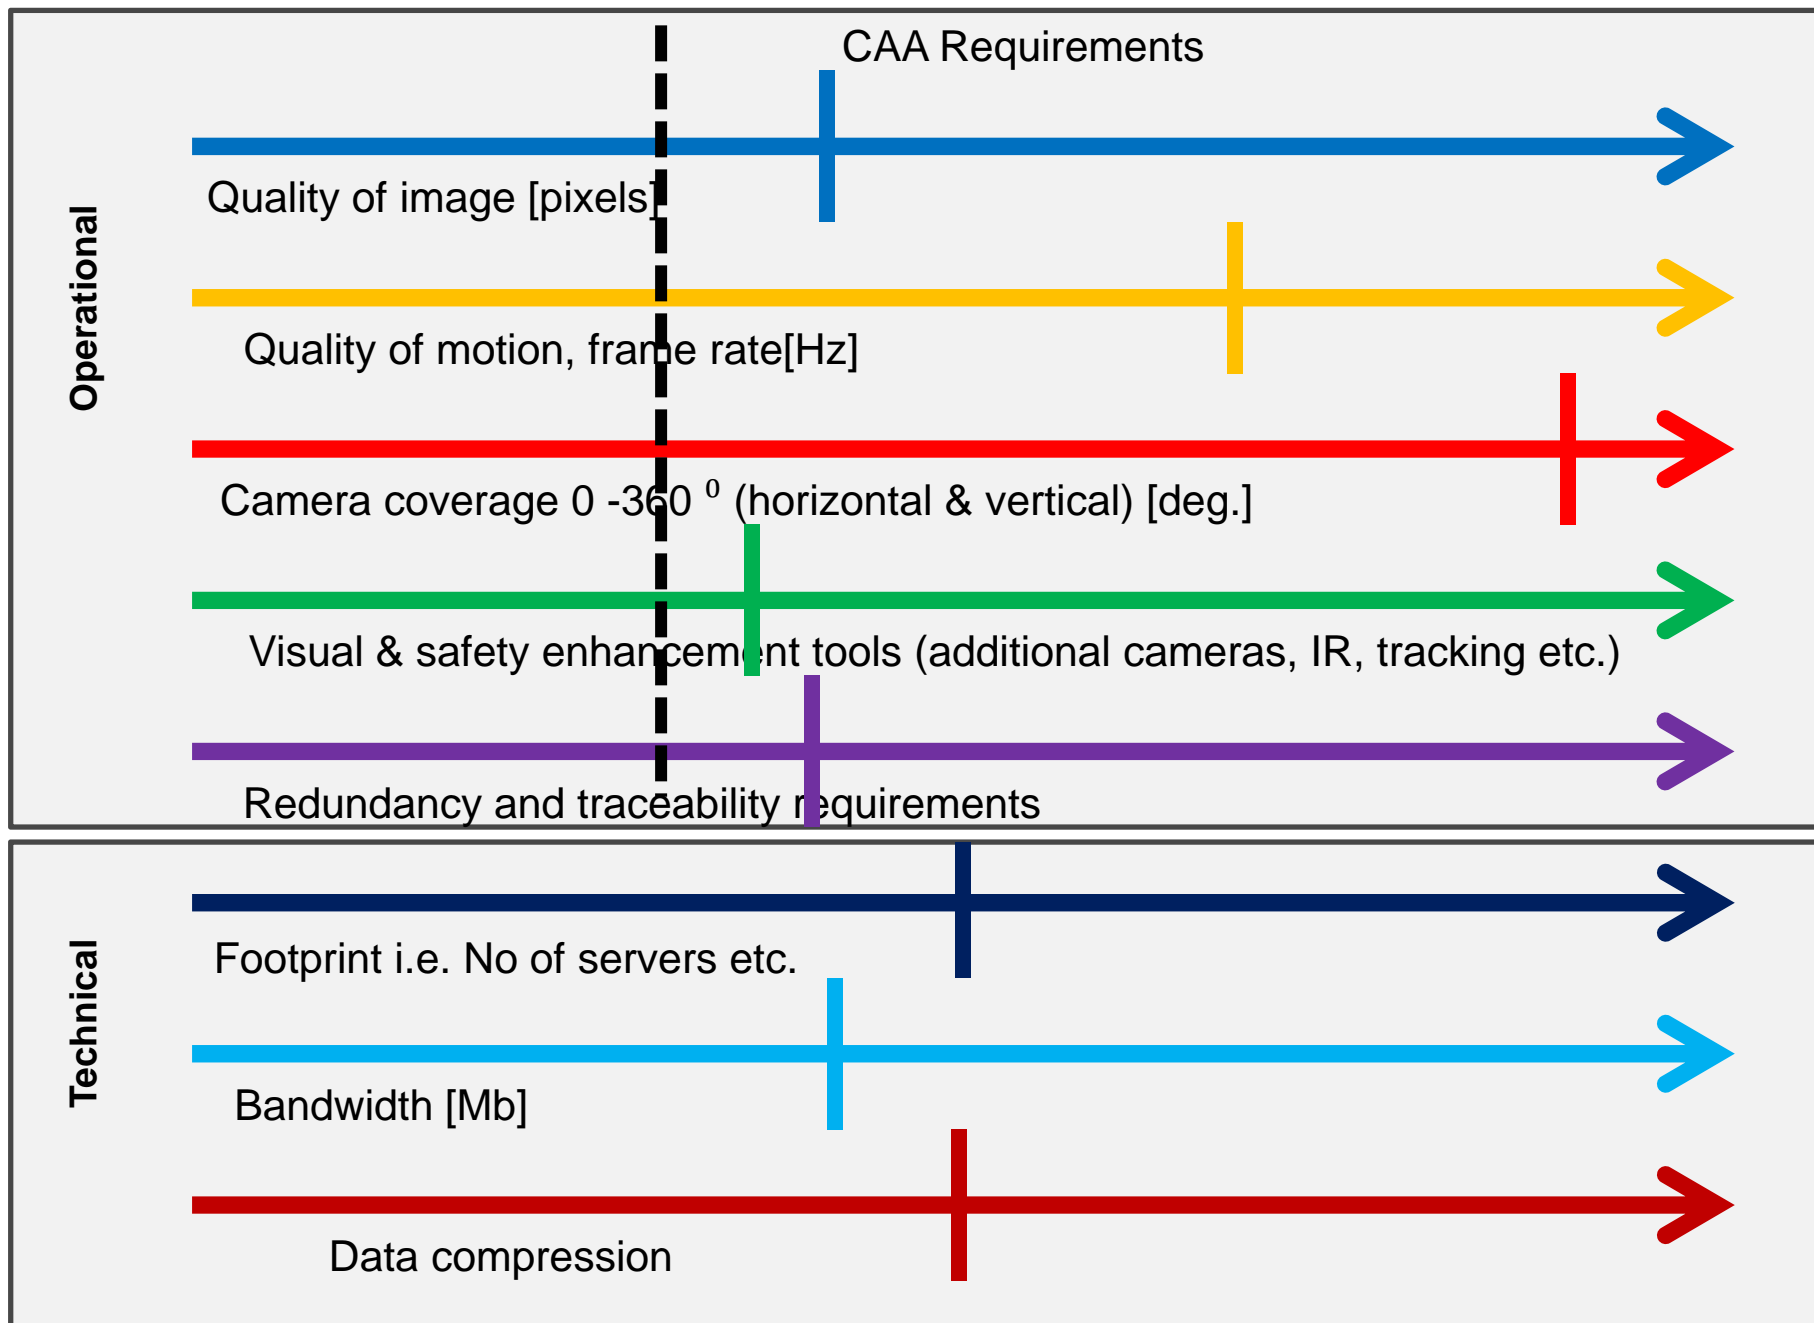 CAA Requirements
Operational
Quality of image [pixels]
Quality of motion, frame rate[Hz]
Camera coverage 0 -360 ⁰ (horizontal & vertical) [deg.]
Visual & safety enhancement tools (additional cameras, IR, tracking etc.)
Redundancy and traceability requirements
Technical
Footprint i.e. No of servers etc.
Bandwidth [Mb]
Data compression